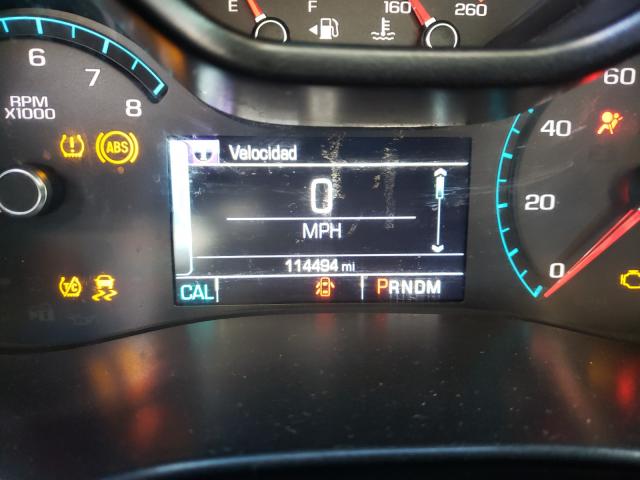 E F 160 260
6
7
8
RPM
X1000
ABS
Velocidad
0
MPH
114494 mi
CAL
PRNDM
T/C
60
40
20
0